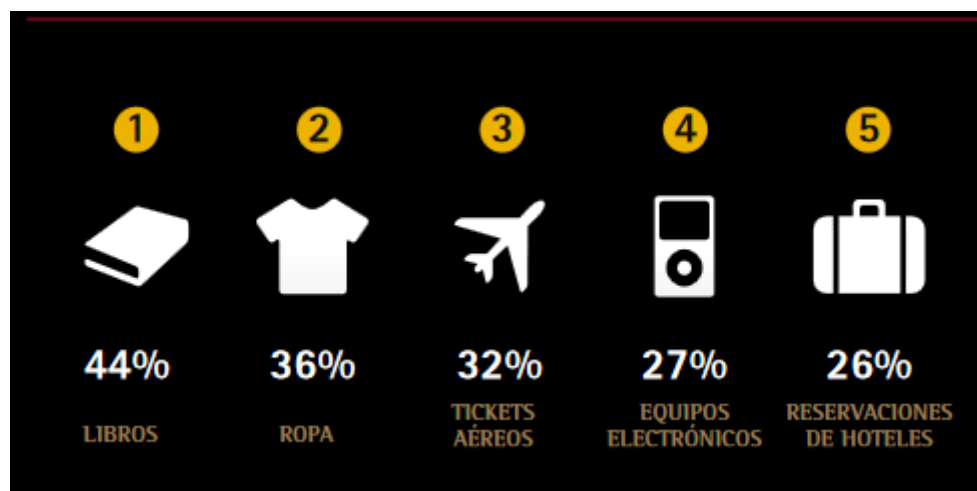 1 2 3 4 5
44% 36% 32% 27% 26%
LIBROS
ROPA
TICKETS
AÉREOS
EQUIPOS
ELECTRÓNICOS
RESERVACIONES
DE HOTELES